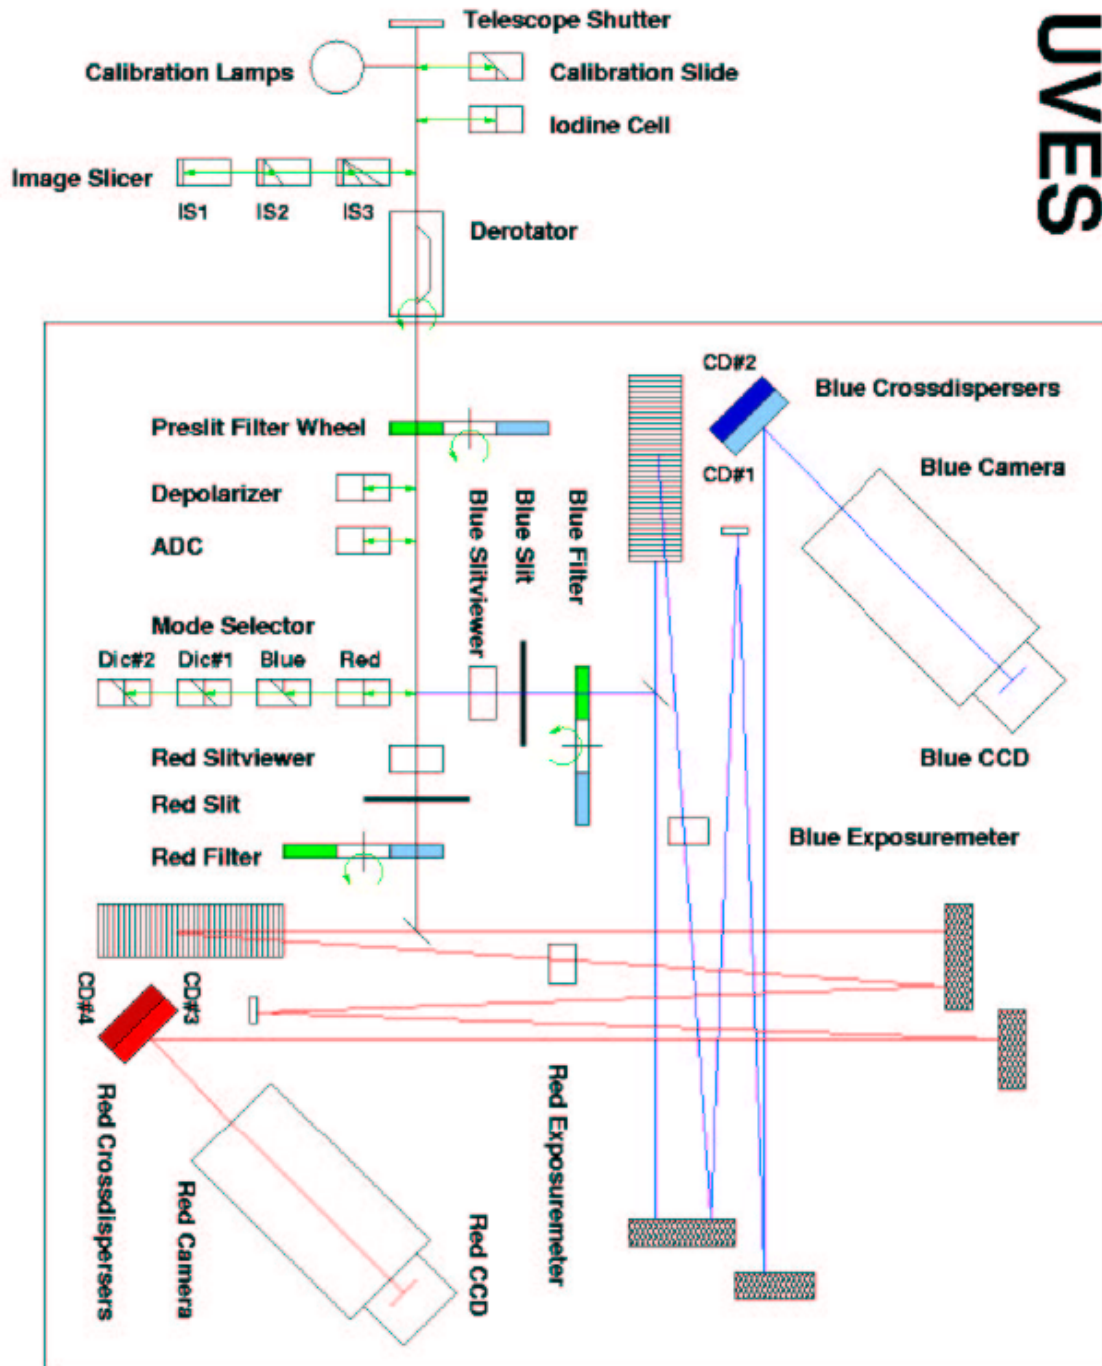 Telescope Shutter
UVES
Calibration Lamps
Calibration Slide
Iodine Cell
Image Slicer
IS1
IS2
IS3
Derotator
CD#2
Blue Crossdispersers
Preslit Filter Wheel
CD#1
Blue Camera
Depolarizer
Blue Slitviewer
Blue Slit
Blue Filter
ADC
Mode Selector
Dic#2
Dic#1
Blue
Red
Red Slitviewer
Blue CCD
Red Slit
Blue Exposuremeter
Red Filter
CD#4
CD#3
Red Crossdispersers
Red Camera
Red CCD
Red Exposuremeter